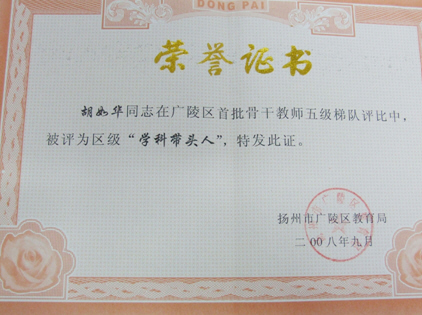 DONG PAI
荣誉证书
胡如华同志在广陵区首批骨干教师五级梯队评比中，
被评为区级“学科带头人”，特发此证。
扬州市广陵区教育局
二00八年九月